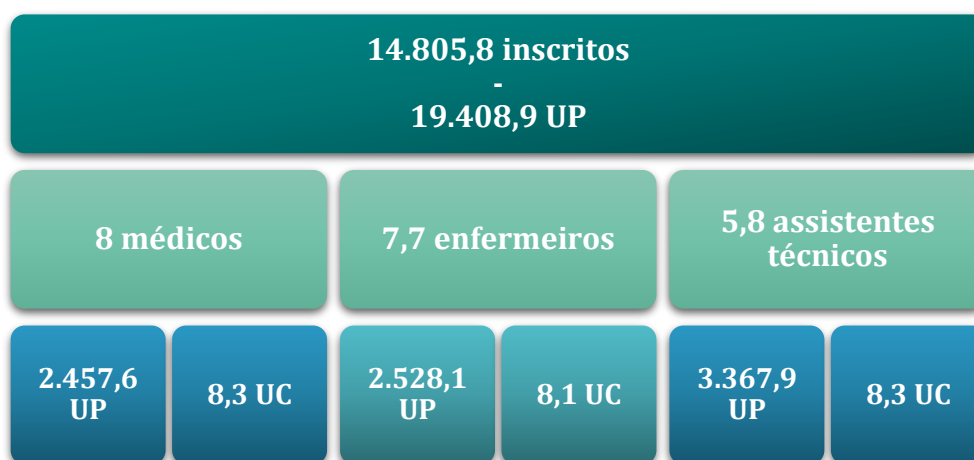 14.805,8 inscritos
-
19.408,9 UP
8 médicos
7,7 enfermeiros
5,8 assistentes
técnicos
2.457,6
UP
8,3 UC
2.528,1
UP
8,1 UC
3.367,9
UP
8,3 UC